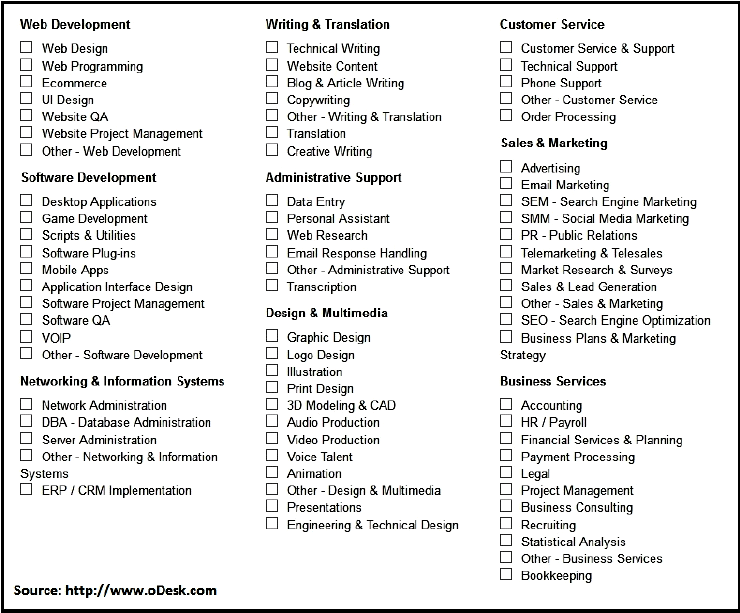 Web Development
Web Design
Web Programming
Ecommerce
UI Design
Website QA
Website Project Management
Other - Web Development
Software Development
Desktop Applications
Game Development
Scripts & Utilities
Software Plug-ins
Mobile Apps
Application Interface Design
Software Project Management
Software QA
VOIP
Other - Software Development
Networking & Information Systems
Network Administration
DBA - Database Administration
Server Administration
Other - Networking & Information
Systems
ERP / CRM Implementation
Writing & Translation
Technical Writing
Website Content
Blog & Article Writing
Copywriting
Other - Writing & Translation
Translation
Creative Writing
Administrative Support
Data Entry
Personal Assistant
Web Research
Email Response Handling
Other - Administrative Support
Transcription
Design & Multimedia
Graphic Design
Logo Design
Illustration
Print Design
3D Modeling & CAD
Audio Production
Video Production
Voice Talent
Animation
Other - Design & Multimedia
Presentations
Engineering & Technical Design
Customer Service
Customer Service & Support
Technical Support
Phone Support
Other - Customer Service
Order Processing
Sales & Marketing
Advertising
Email Marketing
SEM - Search Engine Marketing
SMM - Social Media Marketing
PR - Public Relations
Telemarketing & Telesales
Market Research & Surveys
Sales & Lead Generation
Other - Sales & Marketing
SEO - Search Engine Optimization
Business Plans & Marketing
Strategy
Business Services
Accounting
HR / Payroll
Financial Services & Planning
Payment Processing
Legal
Project Management
Business Consulting
Recruiting
Statistical Analysis
Other - Business Services
Bookkeeping
Source: http://www.oDesk.com